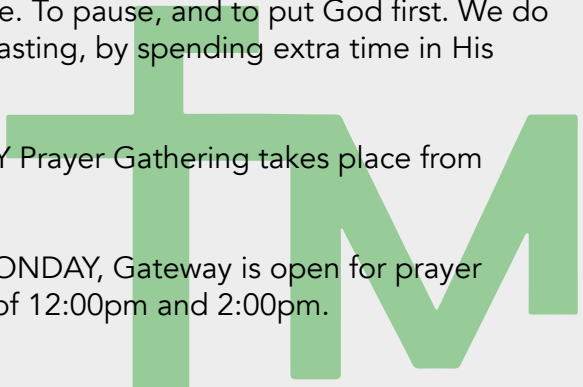 e. To pause, and to put God first. We do
asting, by spending extra time in His
Y Prayer Gathering takes place from
ONDAY, Gateway is open for prayer
of 12:00pm and 2:00pm.